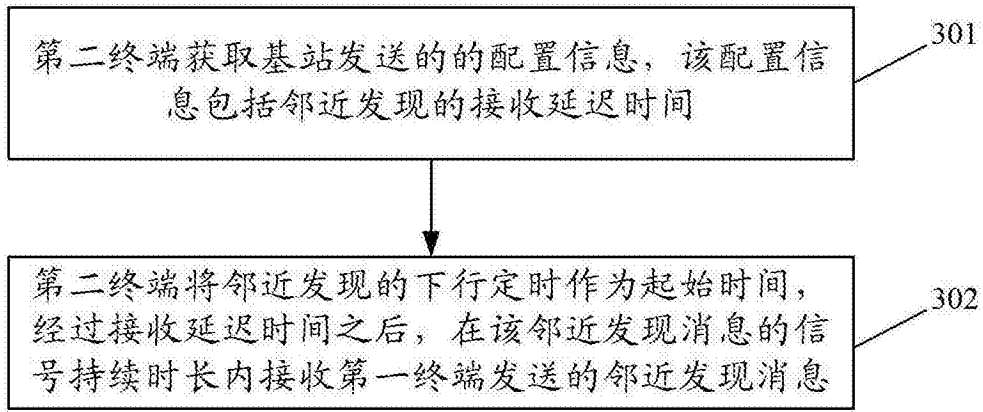 第二终端获取基站发送的的配置信息，该配置信
息包括邻近发现的接收延迟时间
301
第二终端将邻近发现的下行定时作为起始时间，
经过接收延迟时间之后，在该邻近发现消息的信
号持续时长内接收第一终端发送的邻近发现消息
302